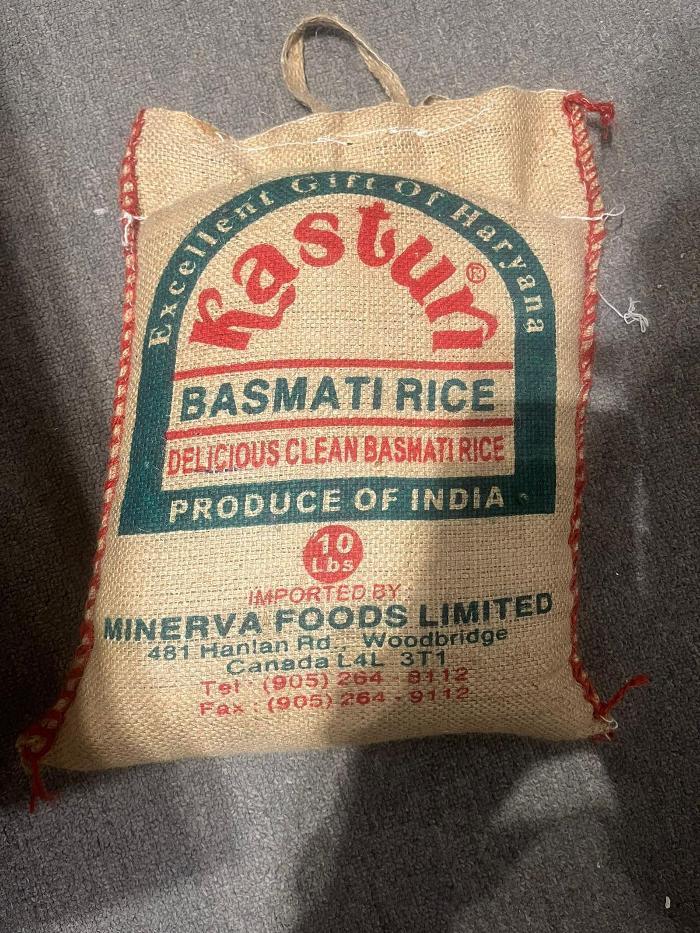 Excellent Gift Of Haryana
Kasturi®
BASMATI RICE
DELICIOUS CLEAN BASMATI RICE
PRODUCE OF INDIA
10
Lbs
IMPORTED BY:
MINERVA FOODS LIMITED
481 Hanlan Rd., Woodbridge
Canada L4L 3T1
Tel : (905) 264 - 8112
Fax : (905) 264 - 9112